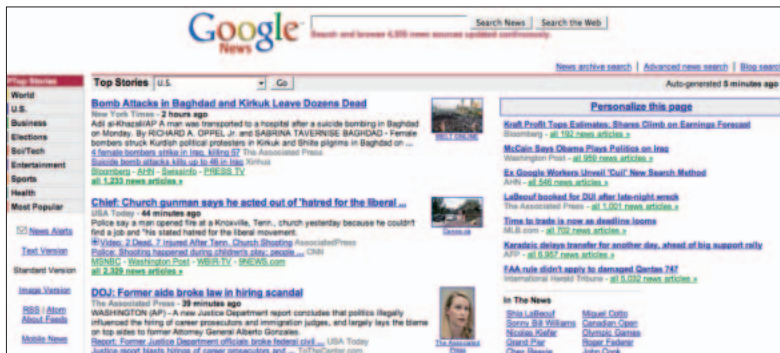 Google
News
Search News
Search the Web
Search and browse 4,500 news sources updated continuously.
News archive search | Advanced news search | Blog search
Top Stories
World
U.S.
Business
Elections
Sci/Tech
Entertainment
Sports
Health
Most Popular
News Alerts
Text Version
Standard Version
Image Version
RSS | Atom
About Feeds
Mobile News
Top Stories U.S. Go
Auto-generated 5 minutes ago
Bomb Attacks in Baghdad and Kirkuk Leave Dozens Dead
New York Times - 2 hours ago
Adil al-Khazali/AP A man was transported to a hospital after a suicide bombing in Baghdad
on Monday. By RICHARD A. OPPEL Jr. and SABRINA TAVERNISE BAGHDAD - Female
bombers struck Kurdish political protesters in Kirkuk and Shiite pilgrims in Baghdad on ...
4 female bombers strike in Iraq, killing 57 The Associated Press
Suicide bomb attacks kills up to 46 in Iraq Xinhua
Bloomberg - AHN - Swissinfo - PRESS TV
all 1,233 news articles »
WELT ONLINE
Chief: Church gunman says he acted out of 'hatred for the liberal ...
USA Today - 44 minutes ago
Police say a man opened fire at a Knoxville, Tenn., church yesterday because he couldn't
find a job and "his stated hatred for the liberal movement.
Video: 2 Dead, 7 Injured After Tenn. Church Shooting AssociatedPress
Police: Shooting happened during children's play; people ... CNN
MSNBC - Washington Post - WBIR-TV - 9NEWS.com
all 2,329 news articles »
DOJ: Former aide broke law in hiring scandal
The Associated Press - 39 minutes ago
WASHINGTON (AP) - A new Justice Department report concludes that politics illegally
influenced the hiring of career prosecutors and immigration judges, and largely lays the blame
on top aides to former Attorney General Alberto Gonzales.
Report: Former Justice Department officials broke federal civil ... USA Today
Justice report blasts hirings of career prosecutors and ...
The Associated
Press
Personalize this page
Kraft Profit Tops Estimates, Shares Climb on Earnings Forecast
Bloomberg - all 192 news articles »
McCain Says Obama Plays Politics on Iraq
Washington Post - all 959 news articles »
Ex Google Workers Unveil 'Cuil' New Search Method
AHN - all 546 news articles »
LaBeouf booked for DUI after late-night wreck
The Associated Press - all 1,001 news articles »
Time to trade is now as deadline looms
MLB.com - all 702 news articles »
Karadzic delays transfer for another day, ahead of big support rally
AFP - all 6,957 news articles »
FAA rule didn't apply to damaged Qantas 747
International Herald Tribune - all 5,032 news articles »
In The News
Shia LaBeouf
Miguel Cotto
Sonny Bill Williams
Canadian Open
Nicolas Kiefer
Olympic Games
Grand Pier
Roger Federer
John Cook